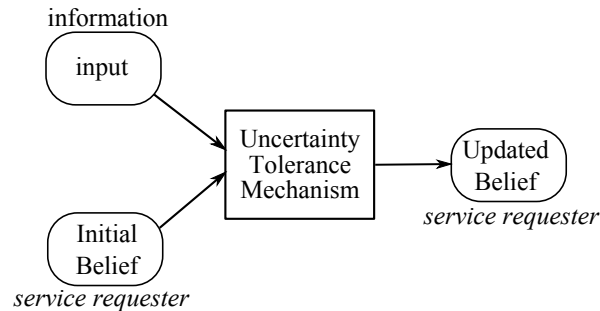 information
input
Uncertainty
Tolerance
Mechanism
Updated
Belief
service requester
Initial
Belief
service requester